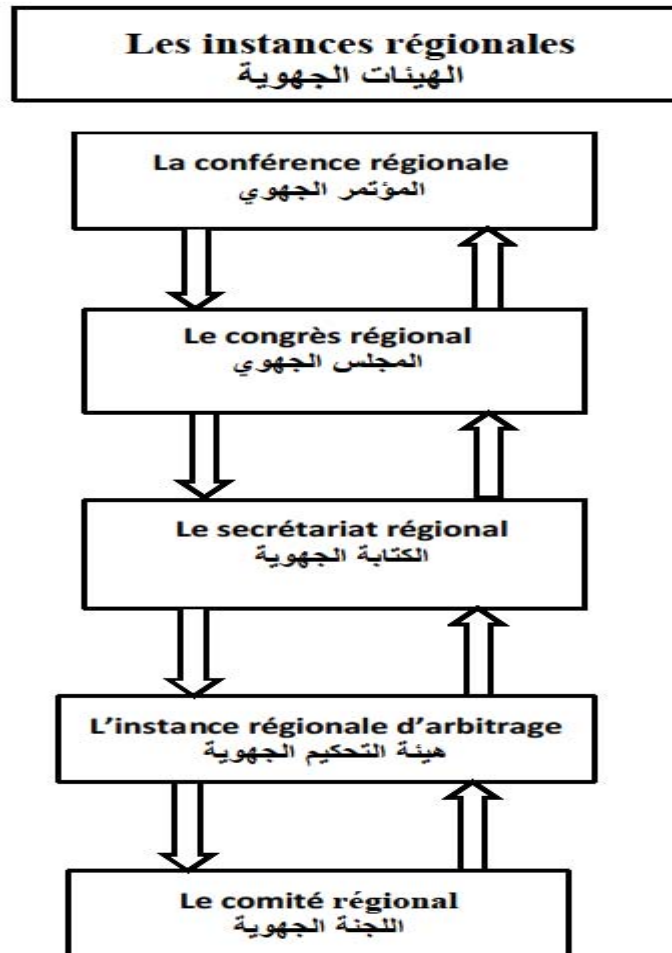 Les instances régionales
الهيئات الجهوية
La conférence régionale
المؤتمر الجهوي
Le congrès régional
المجلس الجهوي
Le secrétariat régional
الكتابة الجهوية
L’instance régionale d’arbitrage
هيئة التحكيم الجهوية
Le comité régional
اللجنة الجهوية